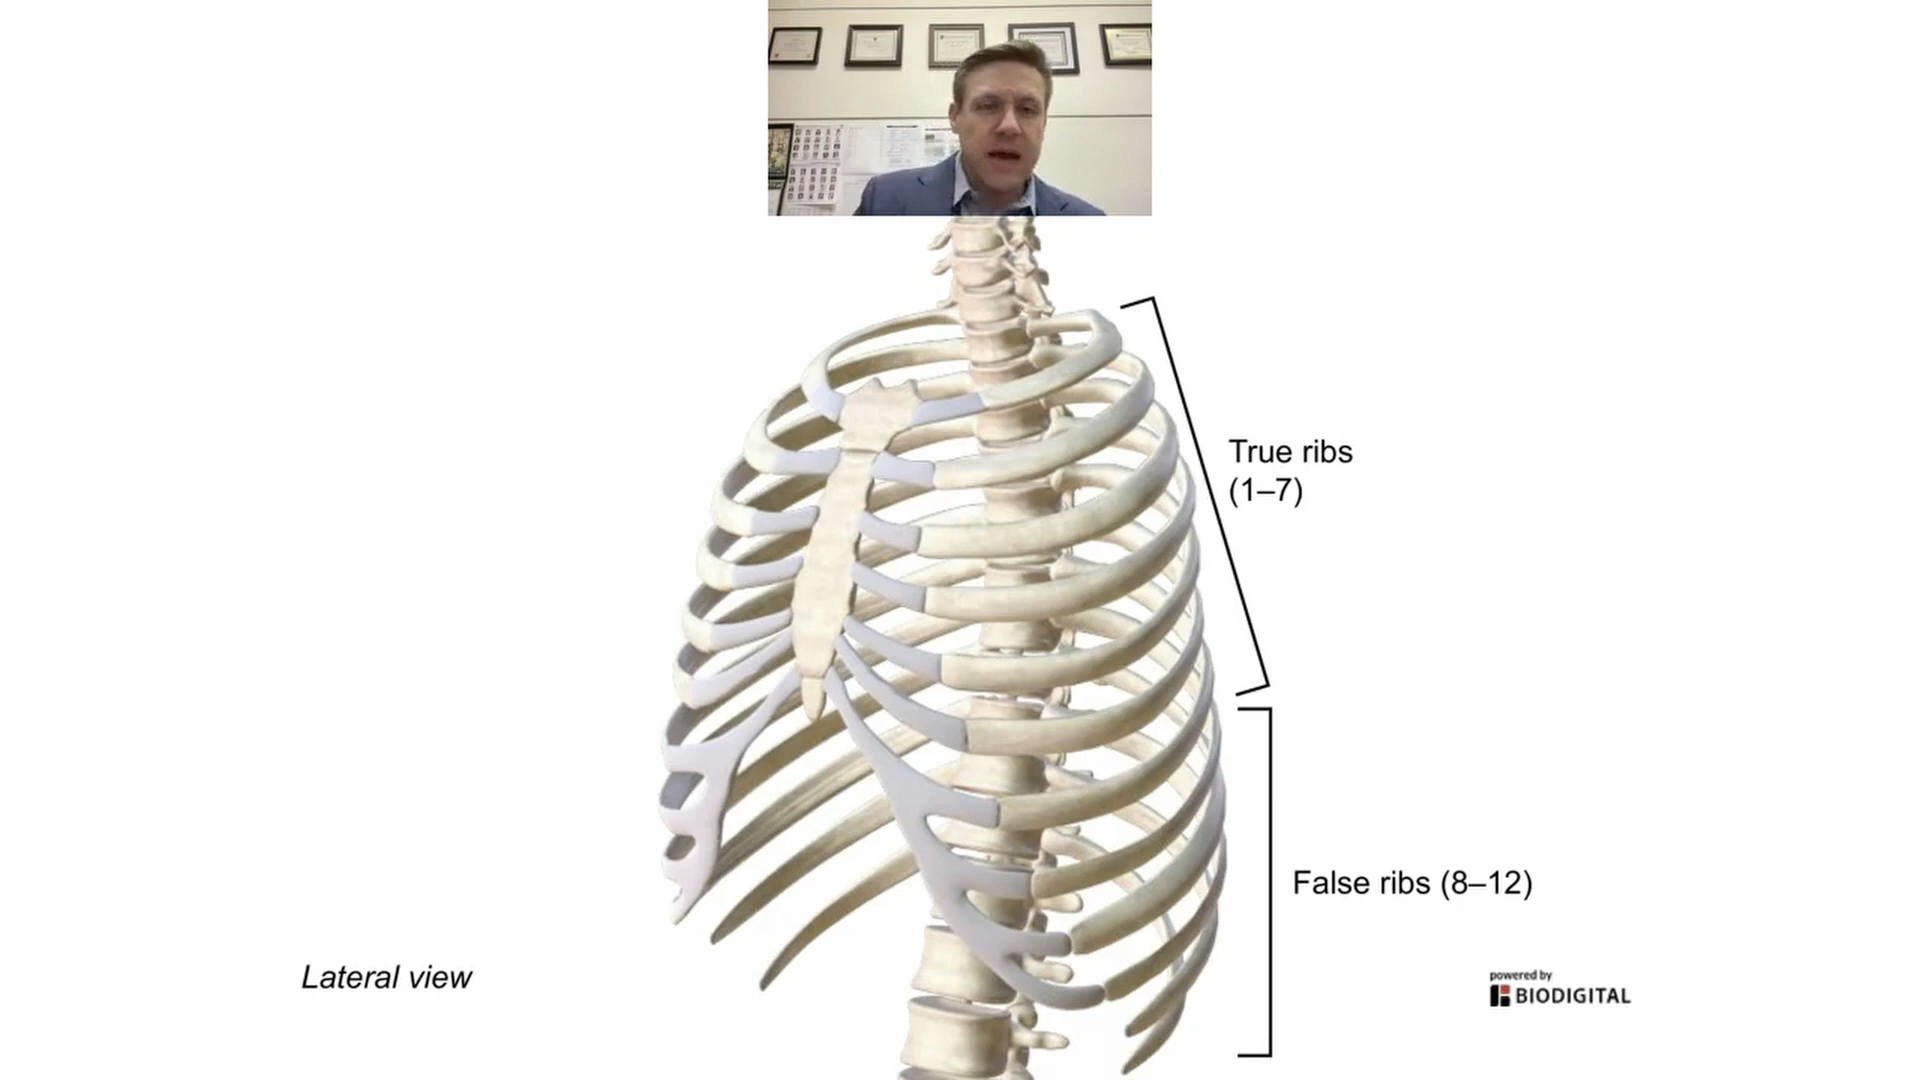 True ribs
(1–7)
False ribs (8–12)
Lateral view
powered by
BIODIGITAL